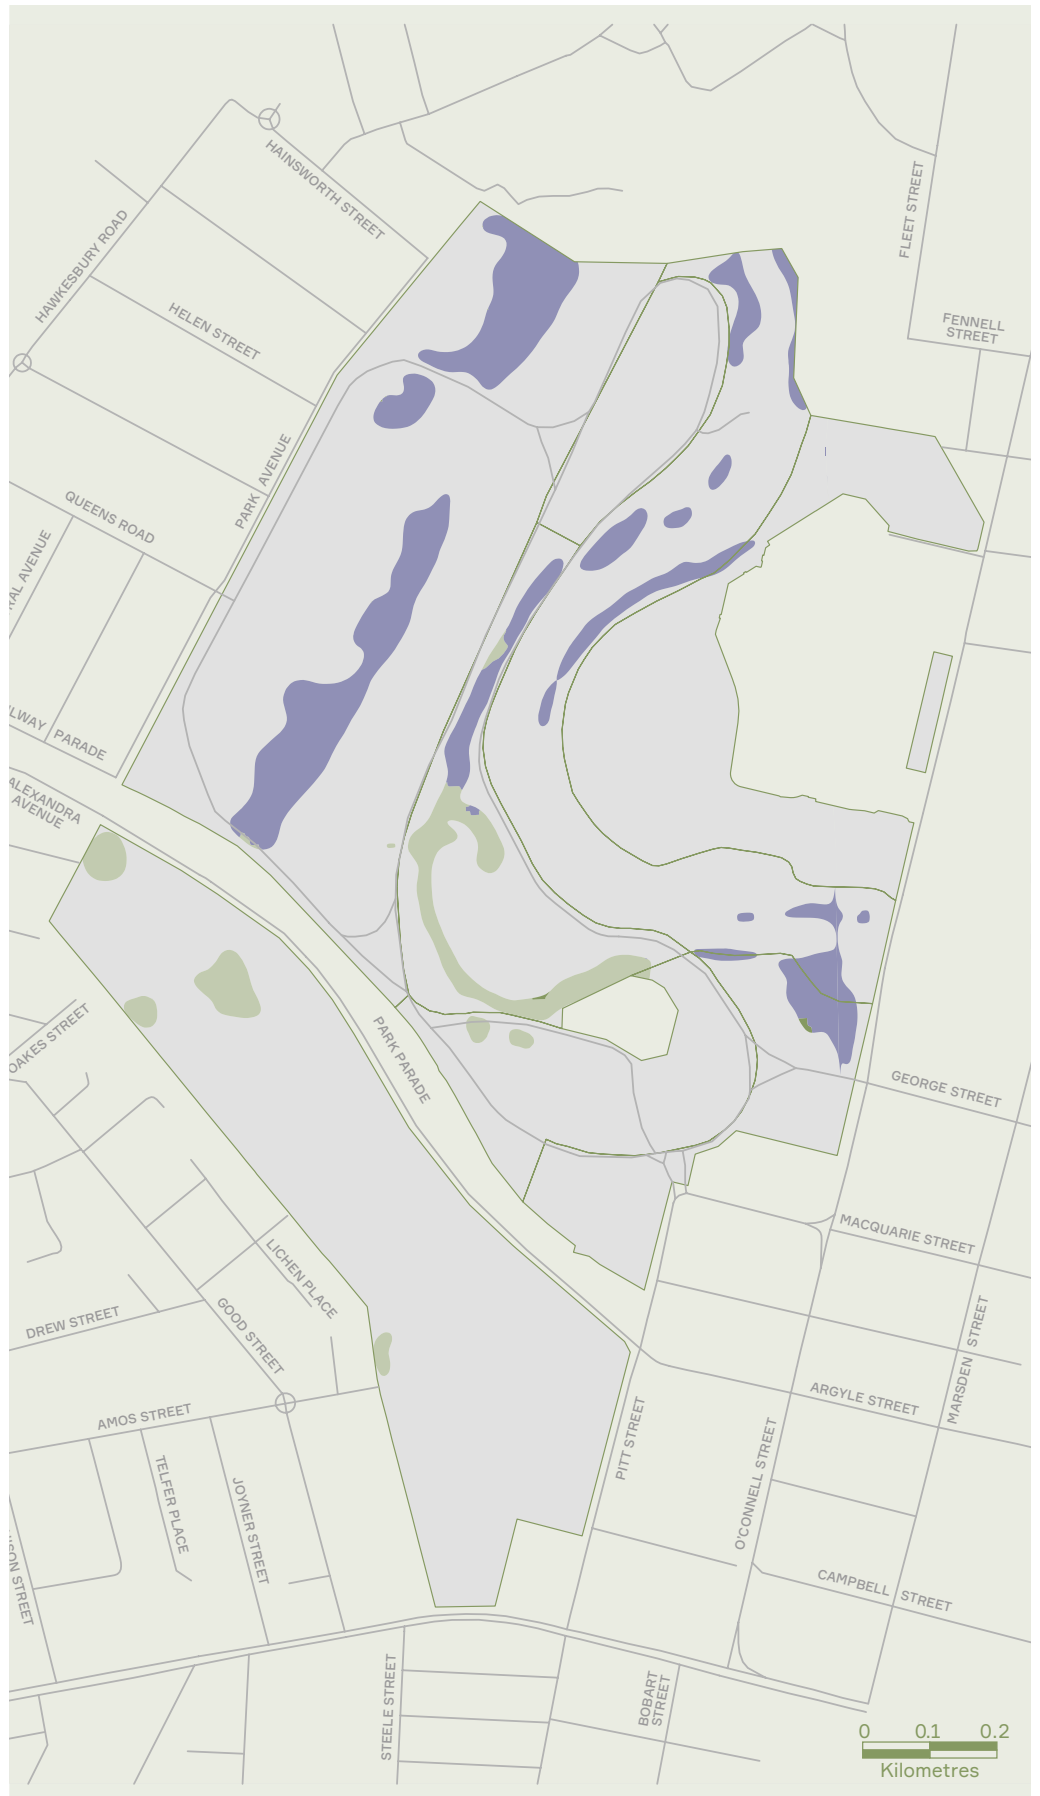 HAINSWORTH STREET
HAWKESBURY ROAD
FLEET STREET
HELEN STREET
FENNELL
STREET
PARK AVENUE
QUEENS ROAD
RAL AVENUE
LWAY PARADE
ALEXANDRA
AVENUE
OAKES STREET
PARK PARADE
GEORGE STREET
MACQUARIE STREET
LICHEN PLACE
GOOD STREET
DREW STREET
MARSDEN STREET
ARGYLE STREET
AMOS STREET
PITT STREET
O'CONNELL STREET
TELFER PLACE
JOYNER STREET
SON STREET
CAMPBELL STREET
STEELE STREET
BOBART
STREET
0 0.1 0.2
Kilometres